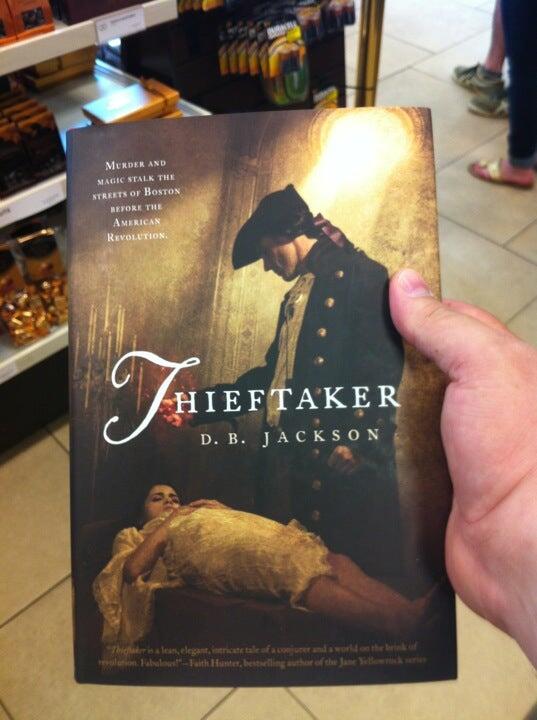 DURACELL
MURDER AND
MAGIC STALK THE
STREETS OF BOSTON
BEFORE THE
AMERICAN
REVOLUTION.
THIEFTAKER
D. B. JACKSON
"Thieftaker is a lean, elegant, intricate tale of a conjurer and a world on the brink of
revolution. Fabulous!"—Faith Hunter, bestselling author of the Jane Yellowrock series